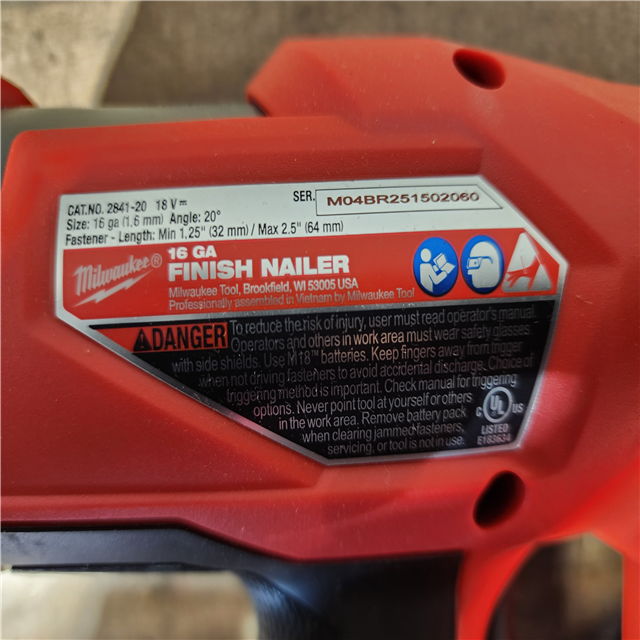 CAT.NO. 2841-20 18 V⎓
SER. M04BR251502060
Size: 16 ga (1,6 mm) Angle: 20°
Fastener - Length: Min 1.25" (32 mm) / Max 2.5" (64 mm)
Milwaukee®
16 GA
FINISH NAILER
Milwaukee Tool, Brookfield, WI 53005 USA
Professionally assembled in Vietnam by Milwaukee Tool
DANGER To reduce the risk of injury, user must read operator's manual.
Operators and others in work area must wear safety glasses
with side shields. Use M18™ batteries. Keep fingers away from trigger
when not driving fasteners to avoid accidental discharge. Choice of
triggering method is important. Check manual for triggering
options. Never point tool at yourself or others
in the work area. Remove battery pack
when clearing jammed fasteners,
servicing, or tool is not in use.
C UL US
LISTED
E183634